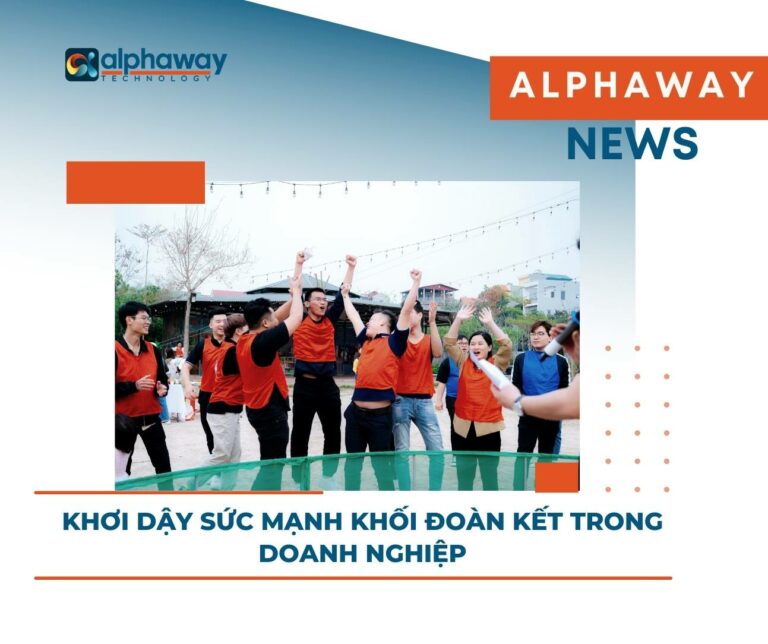 alphaway
TECHNOLOGY
ALPHAWAY
NEWS
KHƠI DẬY SỨC MẠNH KHỐI ĐOÀN KẾT TRONG
DOANH NGHIỆP